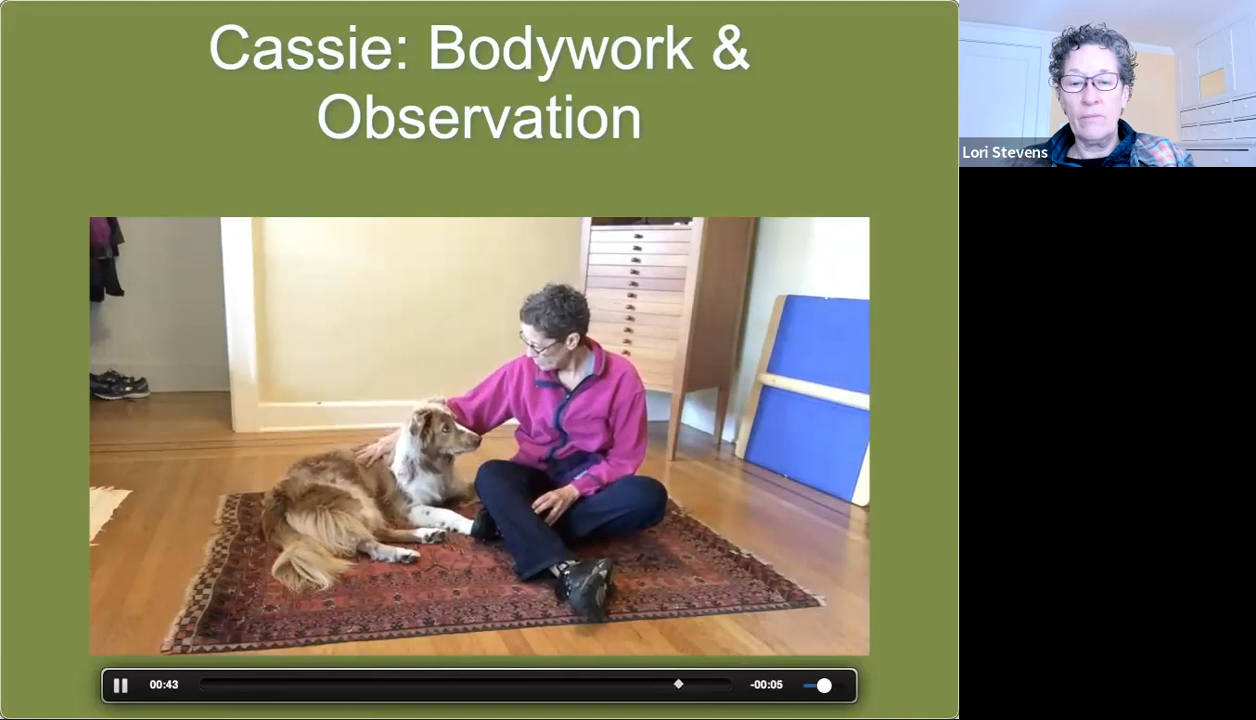 Cassie: Bodywork &
Observation
Lori Stevens
00:43
-00:05